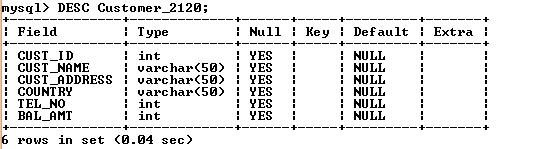 mysql> DESC Customer_2120;
+--------------+-------------+------+-----+---------+-------+
| Field        | Type        | Null | Key | Default | Extra |
+--------------+-------------+------+-----+---------+-------+
| CUST_ID      | int         | YES  |     | NULL    |       |
| CUST_NAME    | varchar(50) | YES  |     | NULL    |       |
| CUST_ADDRESS | varchar(50) | YES  |     | NULL    |       |
| COUNTRY      | varchar(50) | YES  |     | NULL    |       |
| TEL_NO       | int         | YES  |     | NULL    |       |
| BAL_AMT      | int         | YES  |     | NULL    |       |
+--------------+-------------+------+-----+---------+-------+
6 rows in set (0.04 sec)